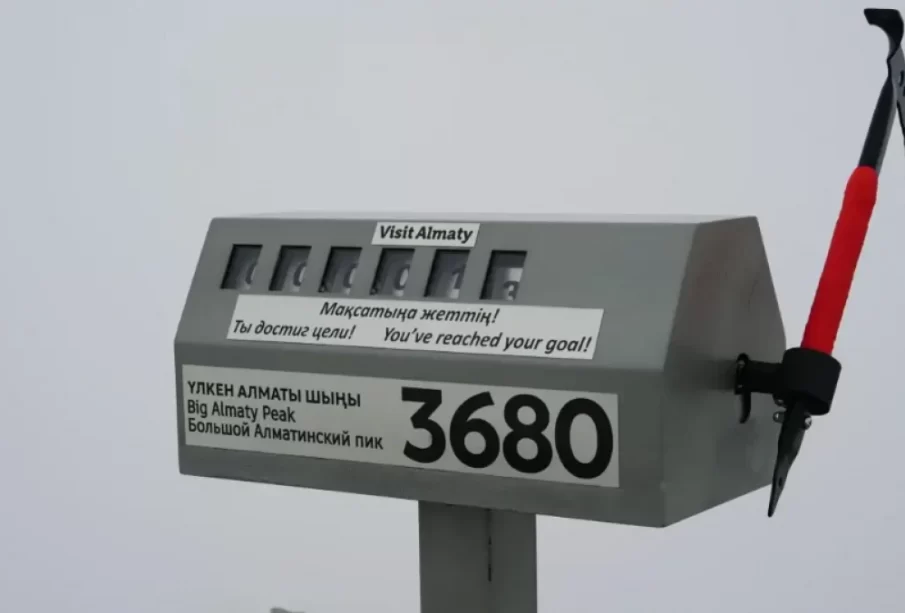 Visit Almaty
Мақсатыңа жеттің!
Ты достиг цели! You've reached your goal!
ҮЛКЕН АЛМАТЫ ШЫҢЫ
Big Almaty Peak
Большой Алматинский пик
3680